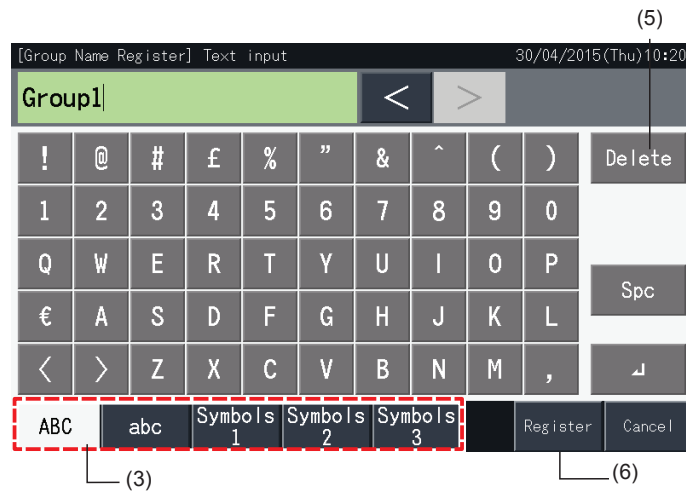 (5)
[Group Name Register] Text input 30/04/2015(Thu)10:20
Group1 < >
! @ # £ % " & ^ ( ) Delete
1 2 3 4 5 6 7 8 9 0
Q W E R T Y U I O P
Spc
€ A S D F G H J K L
< > Z X C V B N M , ↵
ABC abc Symbols 1 Symbols 2 Symbols 3 Register Cancel
(3) (6)